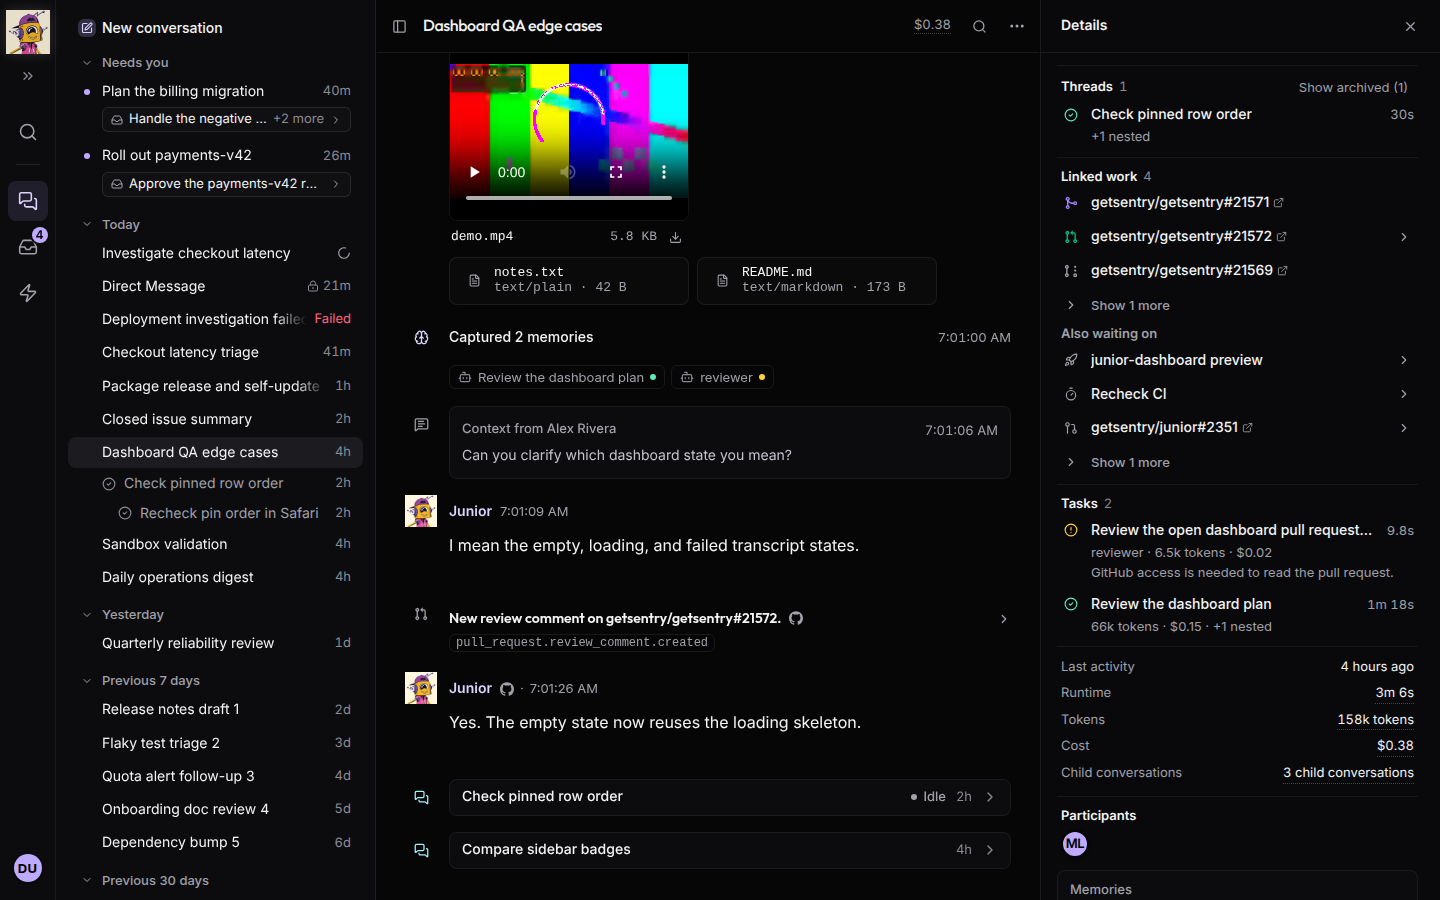 New conversation
Needs you
Plan the billing migration 40m
Handle the negative ... +2 more
Roll out payments-v42 26m
Approve the payments-v42 r...
Today
Investigate checkout latency
Direct Message 21m
Deployment investigation failed Failed
Checkout latency triage 41m
Package release and self-update 1h
Closed issue summary 2h
Dashboard QA edge cases 4h
Check pinned row order 2h
Recheck pin order in Safari 2h
Sandbox validation 4h
Daily operations digest 4h
Yesterday
Quarterly reliability review 1d
Previous 7 days
Release notes draft 1 2d
Flaky test triage 2 3d
Quota alert follow-up 3 4d
Onboarding doc review 4 5d
Dependency bump 5 6d
Previous 30 days
4
DU
Dashboard QA edge cases $0.38
0:00
demo.mp4 5.8 KB
notes.txt
text/plain · 42 B
README.md
text/markdown · 173 B
Captured 2 memories 7:01:00 AM
Review the dashboard plan
reviewer
Context from Alex Rivera 7:01:06 AM
Can you clarify which dashboard state you mean?
Junior 7:01:09 AM
I mean the empty, loading, and failed transcript states.
New review comment on getsentry/getsentry#21572.
pull_request.review_comment.created
Junior · 7:01:26 AM
Yes. The empty state now reuses the loading skeleton.
Check pinned row order Idle 2h
Compare sidebar badges 4h
Details
Threads 1 Show archived (1)
Check pinned row order 30s
+1 nested
Linked work 4
getsentry/getsentry#21571
getsentry/getsentry#21572
getsentry/getsentry#21569
Show 1 more
Also waiting on
junior-dashboard preview
Recheck CI
getsentry/junior#2351
Show 1 more
Tasks 2
Review the open dashboard pull request... 9.8s
reviewer · 6.5k tokens · $0.02
GitHub access is needed to read the pull request.
Review the dashboard plan 1m 18s
66k tokens · $0.15 · +1 nested
Last activity 4 hours ago
Runtime 3m 6s
Tokens 158k tokens
Cost $0.38
Child conversations 3 child conversations
Participants
ML
Memories